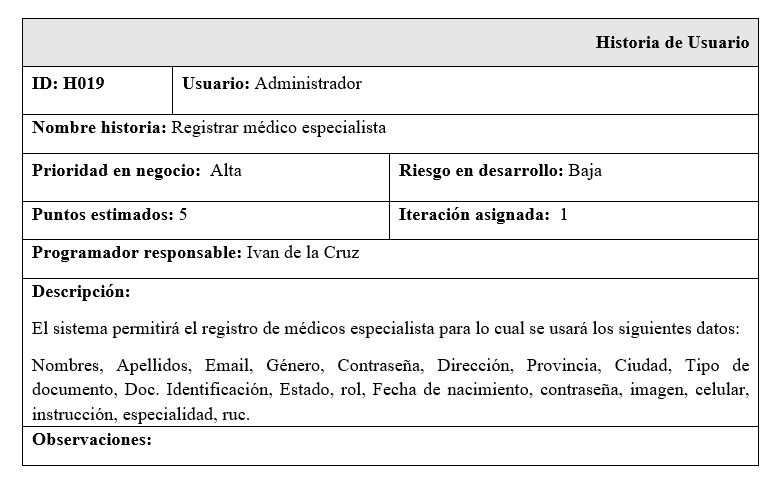 Historia de Usuario
ID: H019 Usuario: Administrador
Nombre historia: Registrar médico especialista
Prioridad en negocio: Alta Riesgo en desarrollo: Baja
Puntos estimados: 5 Iteración asignada: 1
Programador responsable: Ivan de la Cruz
Descripción:
El sistema permitirá el registro de médicos especialista para lo cual se usará los siguientes datos:
Nombres, Apellidos, Email, Género, Contraseña, Dirección, Provincia, Ciudad, Tipo de
documento, Doc. Identificación, Estado, rol, Fecha de nacimiento, contraseña, imagen, celular,
instrucción, especialidad, ruc.
Observaciones: